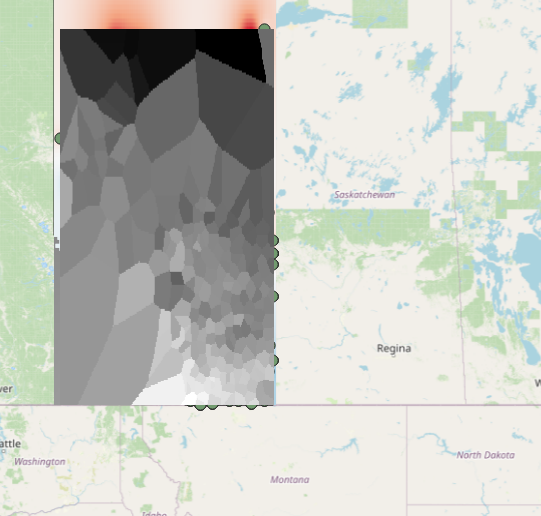 Saskatchewan
Regina
ver
W
attle
Washington
Montana
North Dakota
Idaho